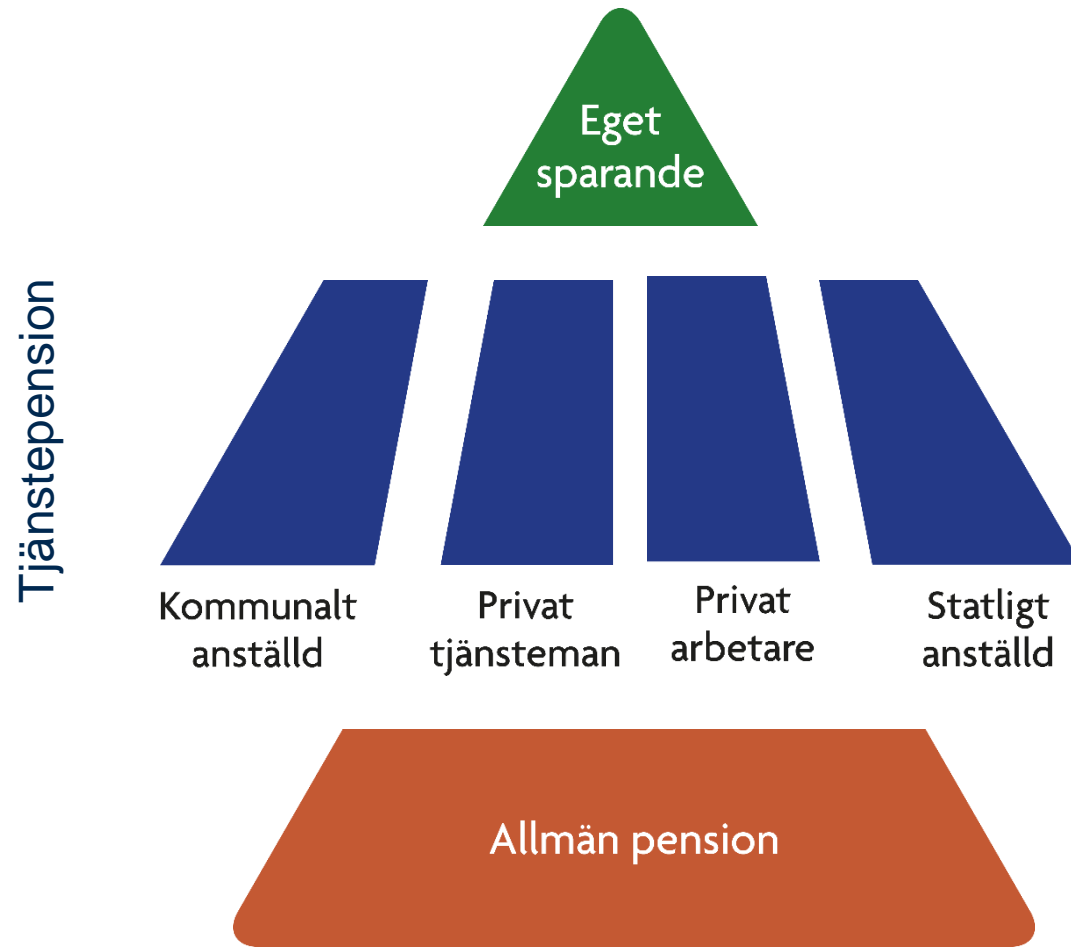 Eget
sparande
Tjänstepension
Kommunalt
anställd
Privat
tjänsteman
Privat
arbetare
Statligt
anställd
Allmän pension